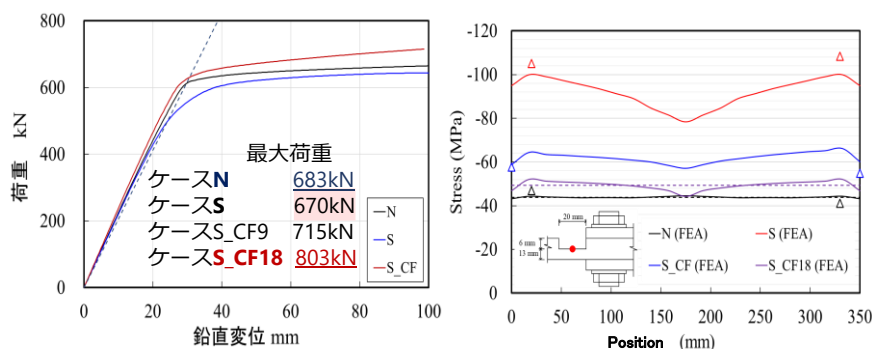 800
600
400
200
0
荷重 kN
0 20 40 60 80 100
鉛直変位 mm
最大荷重
ケースN 683kN
ケースS 670kN
ケースS_CF9 715kN
ケースS_CF18 803kN
N
S
S_CF
-120
-100
-80
-60
-40
-20
0
Stress (MPa)
20 mm
6 mm
13 mm
N (FEA)
S (FEA)
S_CF (FEA)
S_CF18 (FEA)
0 50 100 150 200 250 300 350
Position (mm)